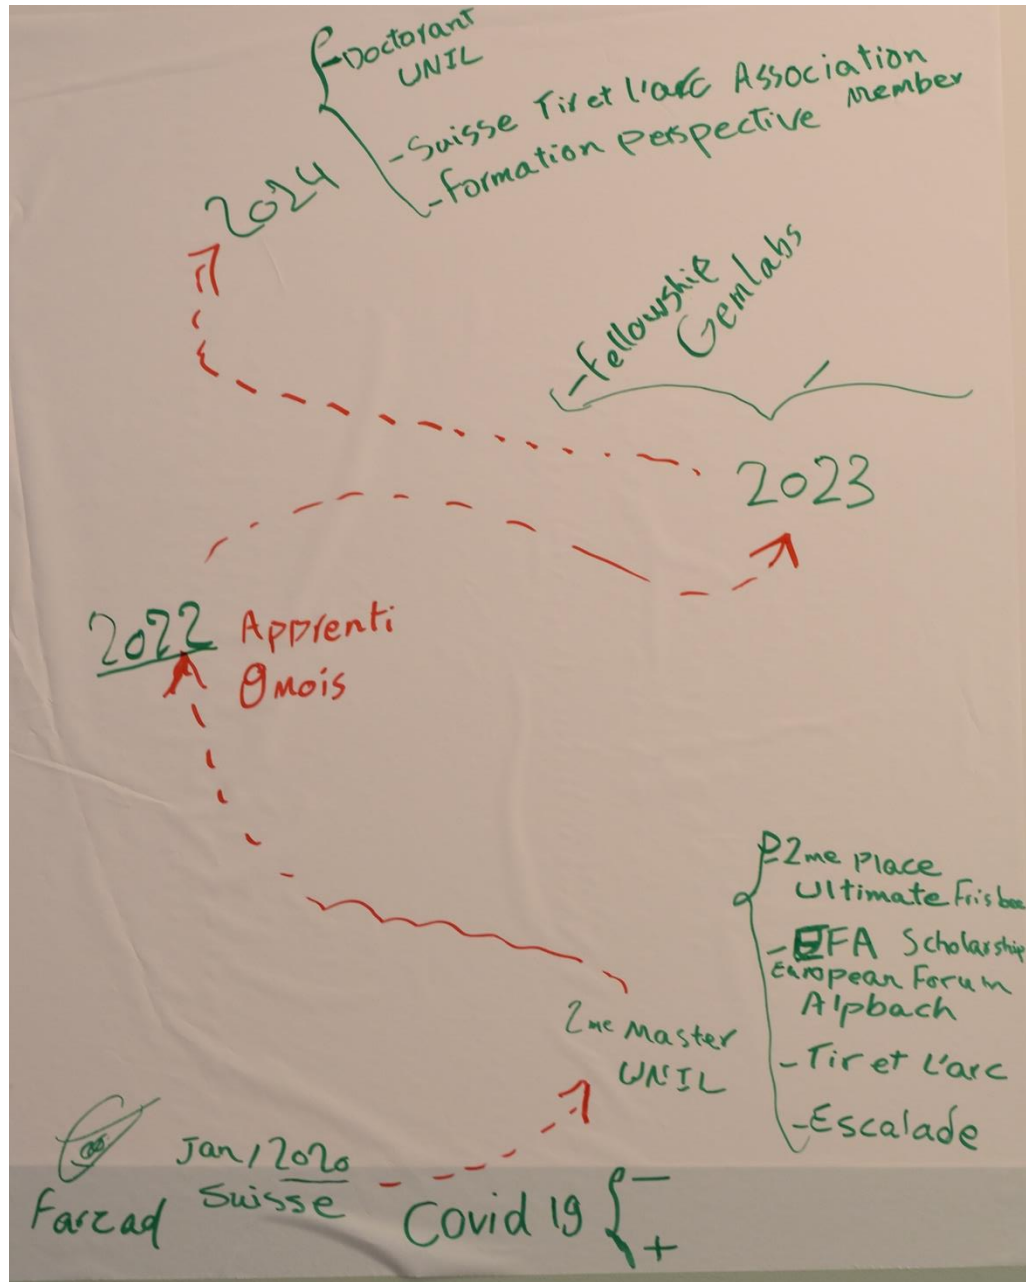 - Doctorant
UNIL
- Suisse Tir et l'arc Association
- Formation perspective member
2024
- Fellowship
Gemlabs
2023
2022 Apprenti
8 mois
2me place
Ultimate Frisbee
- EFA Scholarship
European Forum
Alpbach
- Tir et l'arc
- Escalade
2me Master
UNIL
Jan/2020
Suisse
Farzad
Covid 19 { -
+